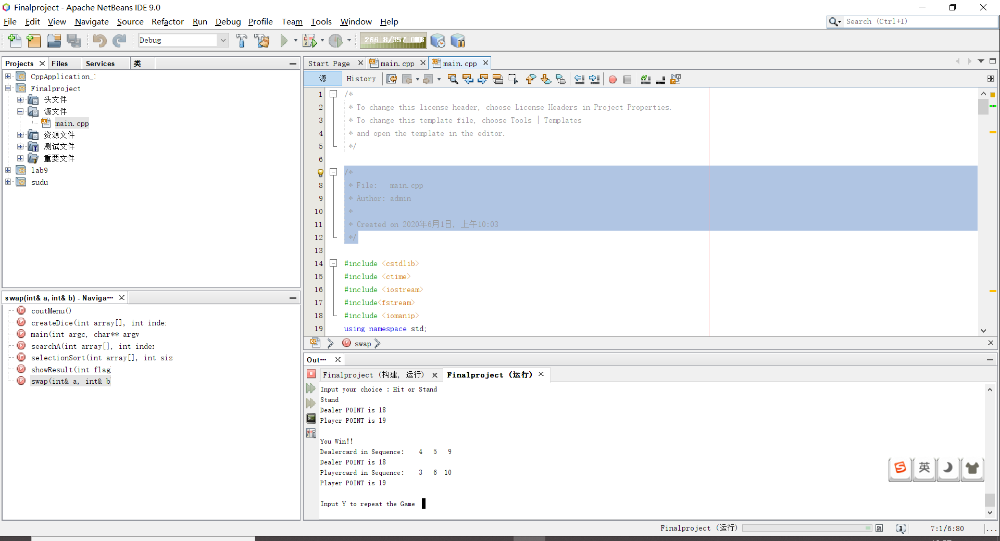 Finalproject - Apache NetBeans IDE 9.0
File Edit View Navigate Source Refactor Run Debug Profile Team Tools Window Help
Search (Ctrl+I)
Debug
266.8/357.0MB
Projects Files Services 类
CppApplication_
Finalproject
头文件
源文件
main.cpp
资源文件
测试文件
重要文件
lab9
sudu
swap(int& a, int& b) - Naviga...
coutMenu()
createDice(int array[], int inde
main(int argc, char** argv
searchA(int array[], int index
selectionSort(int array[], int siz
showResult(int flag
swap(int& a, int& b
Start Page main.cpp main.cpp
源 History
1 /*
2 * To change this license header, choose License Headers in Project Properties.
3 * To change this template file, choose Tools | Templates
4 * and open the template in the editor.
5 */
6
/*
8 * File:   main.cpp
9 * Author: admin
10 *
11 * Created on 2020年6月1日, 上午10:03
12 */
13
14 #include <cstdlib>
15 #include <ctime>
16 #include <iostream>
17 #include<fstream>
18 #include <iomanip>
19 using namespace std;
swap
Out...
Finalproject (构建, 运行) Finalproject (运行)
Input your choice : Hit or Stand
Stand
Dealer POINT is 18
Player POINT is 19
You Win!!
Dealercard in Sequence:    4   5   9
Dealer POINT is 18
Playercard in Sequence:    3   6  10
Player POINT is 19
Input Y to repeat the Game
S 英
Finalproject (运行) 1 7:1/6:80 ...